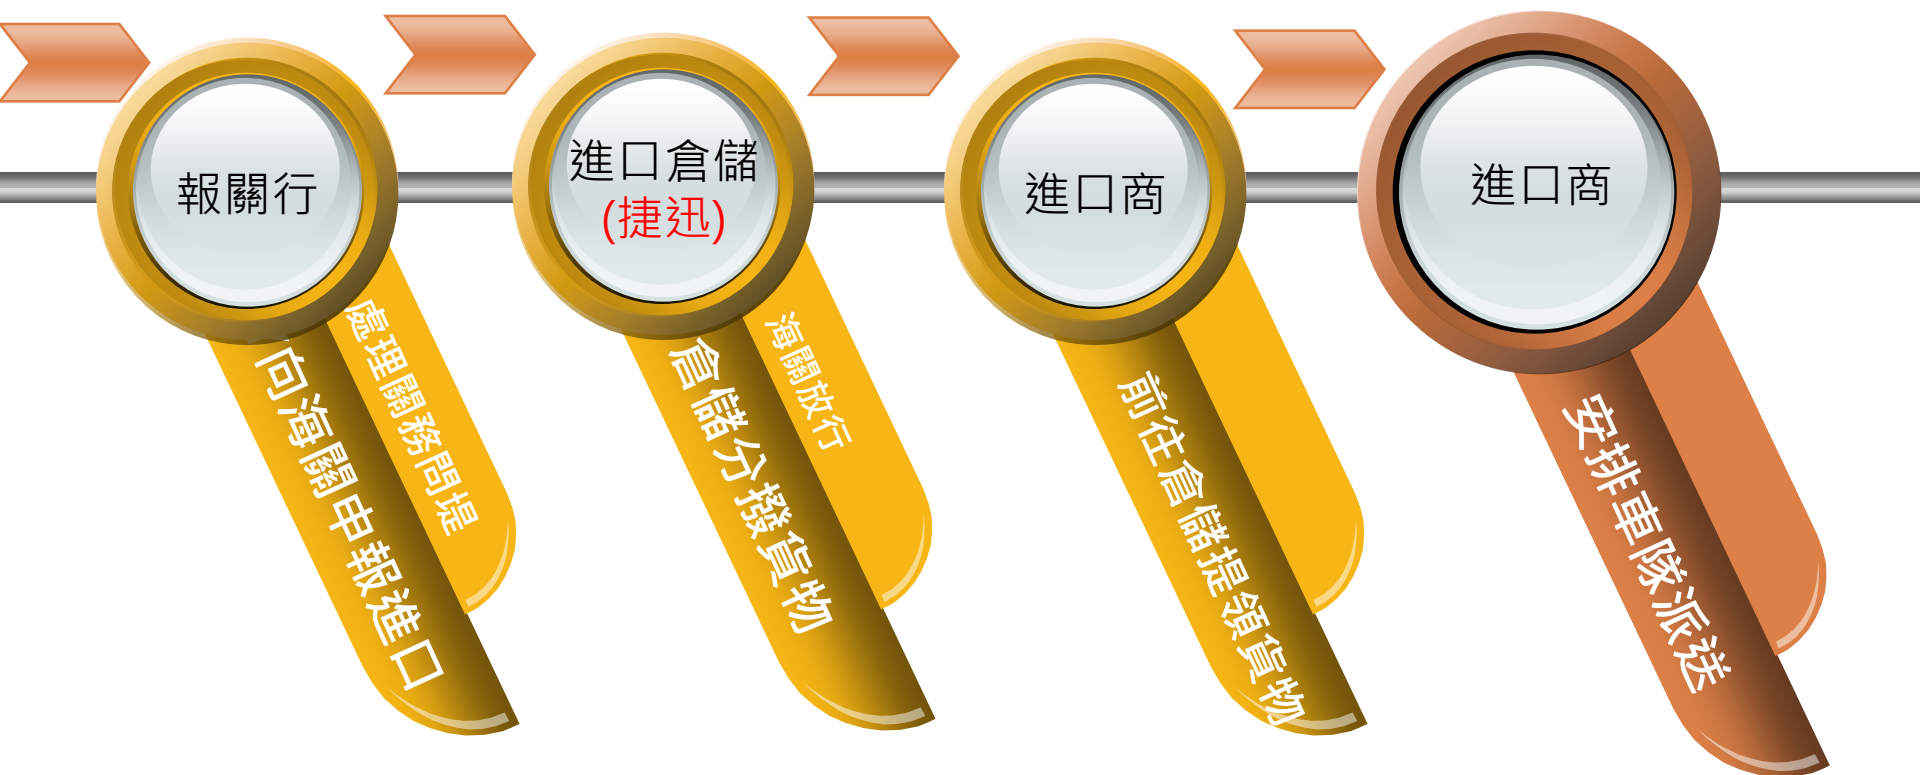 報關行
向海關申報進口
處理關務問堤
進口倉儲
(捷迅)
倉儲分撥貨物
海關放行
進口商
前往倉儲提領貨物
進口商
安排車隊派送